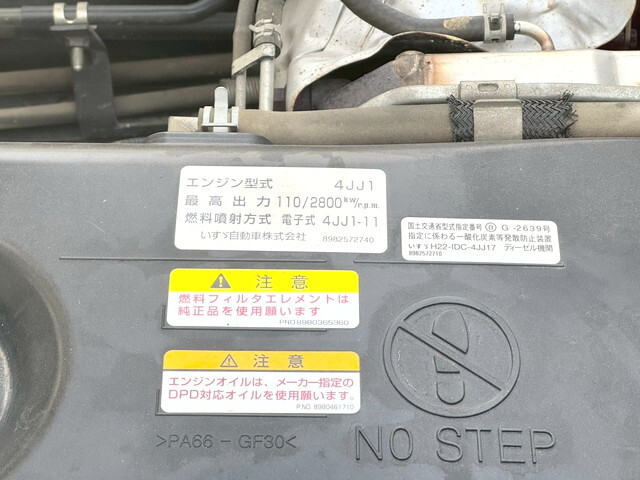 エンジン型式 4JJ1
最高出力 110/2800kw/r.p.m.
燃料噴射方式 電子式 4JJ1-11
いすゞ自動車株式会社 8982572740
国土交通省型式指定番号 Ⓓ G-2639号
指定に係わる一酸化炭素等発散防止装置
いすゞH22-IDC-4JJ17 ディーゼル機関
8982572710
注意
燃料フィルタエレメントは
純正品を使用願います
P.NO 8980365360
注意
エンジンオイルは、メーカー指定の
DPD対応オイルを使用願います。
P.NO. 8980461710
>PA66-GF30<
NO STEP